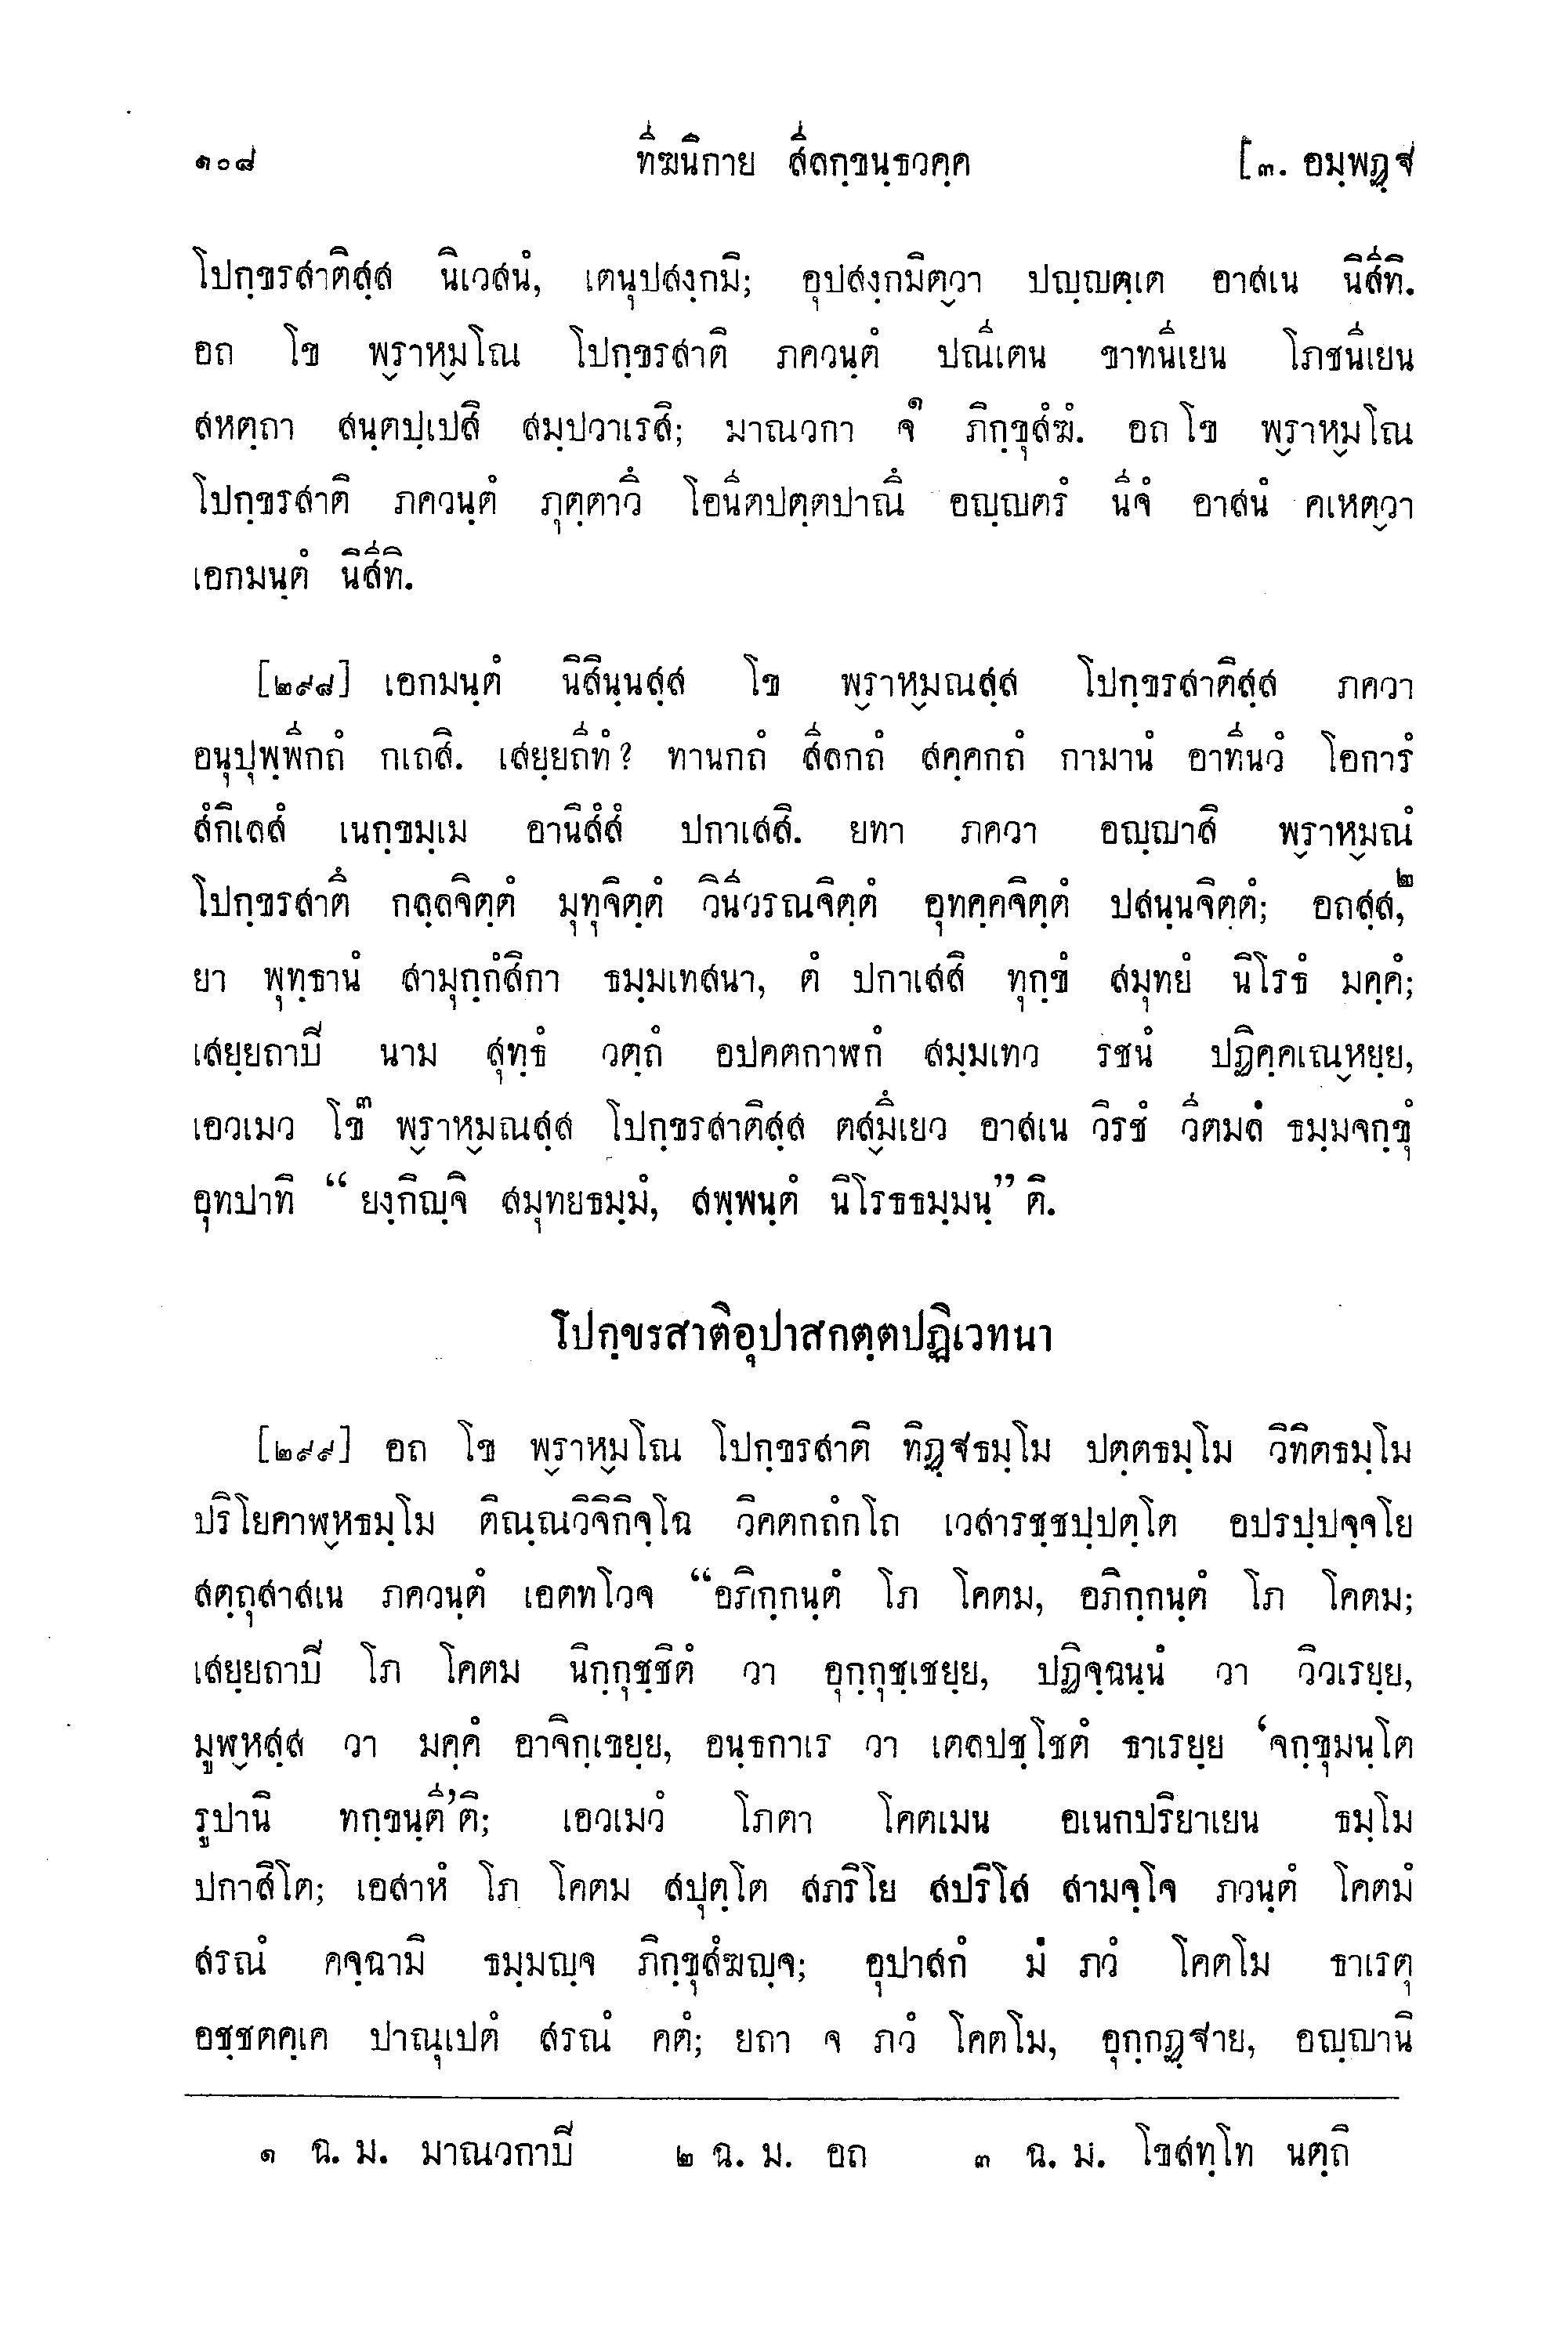 ๑๐๘ ทีฆนิกาย สีลกฺขนฺธวคฺค [๓. อมฺพฏฺฐ
โปกฺขรสาติสฺส นิเวสนํ, เตนุปสงฺกมิ; อุปสงฺกมิตฺวา ปญฺญตฺเต อาสเน นิสีทิ.
อถ โข พฺราหฺมโณ โปกฺขรสาติ ภควนฺตํ ปณีเตน ขาทนีเยน โภชนีเยน
สหตฺถา สนฺตปฺเปสิ สมฺปวาเรสิ; มาณวกา จ๑ ภิกฺขุสํฆํ. อถ โข พฺราหฺมโณ
โปกฺขรสาติ ภควนฺตํ ภุตฺตาวึ โอนีตปตฺตปาณึ อญฺญตรํ นีจํ อาสนํ คเหตฺวา
เอกมนฺตํ นิสีทิ.
[๒๙๘] เอกมนฺตํ นิสินฺนสฺส โข พฺราหฺมณสฺส โปกฺขรสาติสฺส ภควา
อนุปุพฺพีกถํ กเถสิ. เสยฺยถีทํ? ทานกถํ สีลกถํ สคฺคกถํ กามานํ อาทีนวํ โอการํ
สํกิเลสํ เนกฺขมฺเม อานิสํสํ ปกาเสสิ. ยทา ภควา อญฺญาสิ พฺราหฺมณํ
โปกฺขรสาตึ กลฺลจิตฺตํ มุทุจิตฺตํ วินีวรณจิตฺตํ อุทคฺคจิตฺตํ ปสนฺนจิตฺตํ; อถสฺส,๒
ยา พุทฺธานํ สามุกฺกํสิกา ธมฺมเทสนา, ตํ ปกาเสสิ ทุกฺขํ สมุทยํ นิโรธํ มคฺคํ;
เสยฺยถาปี นาม สุทฺธํ วตฺถํ อปคตกาฬกํ สมฺมเทว รชนํ ปฏิคฺคเณฺหยฺย,
เอวเมว โข๓ พฺราหฺมณสฺส โปกฺขรสาติสฺส ตสฺมึเยว อาสเน วิรชํ วีตมลํ ธมฺมจกฺขุํ
อุทปาทิ “ยงฺกิญฺจิ สมุทยธมฺมํ, สพฺพนฺตํ นิโรธธมฺมนฺ” ติ.
โปกฺขรสาติอุปาสกตฺตปฏิเวทนา
[๒๙๙] อถ โข พฺราหฺมโณ โปกฺขรสาติ ทิฏฺฐธมฺโม ปตฺตธมฺโม วิทิตธมฺโม
ปริโยคาฬฺหธมฺโม ติณฺณวิจิกิจฺโฉ วิคตกถํกโถ เวสารชฺชปฺปตฺโต อปรปฺปจฺจโย
สตฺถุสาสเน ภควนฺตํ เอตทโวจ “อภิกฺกนฺตํ โภ โคตม, อภิกฺกนฺตํ โภ โคตม;
เสยฺยถาปี โภ โคตม นิกฺกุชฺชิตํ วา อุกฺกุชฺเชยฺย, ปฏิจฺฉนฺนํ วา วิวเรยฺย,
มูฬฺหสฺส วา มคฺคํ อาจิกฺเขยฺย, อนฺธกาเร วา เตลปชฺโชตํ ธาเรยฺย ‘จกฺขุมนฺโต
รูปานิ ทกฺขนฺตี’ติ; เอวเมวํ โภตา โคตเมน อเนกปริยาเยน ธมฺโม
ปกาสิโต; เอสาหํ โภ โคตม สปุตฺโต สภริโย สปริโส สามจฺโจ ภวนฺตํ โคตมํ
สรณํ คจฺฉามิ ธมฺมญฺจ ภิกฺขุสํฆญฺจ; อุปาสกํ มํ ภวํ โคตโม ธาเรตุ
อชฺชตคฺเค ปาณุเปตํ สรณํ คตํ; ยถา จ ภวํ โคตโม, อุกฺกฏฺฐาย, อญฺญานิ
๑ ฉ. ม. มาณวกาปี ๒ ฉ. ม. อถ ๓ ฉ. ม. โขสทฺโท นตฺถิ